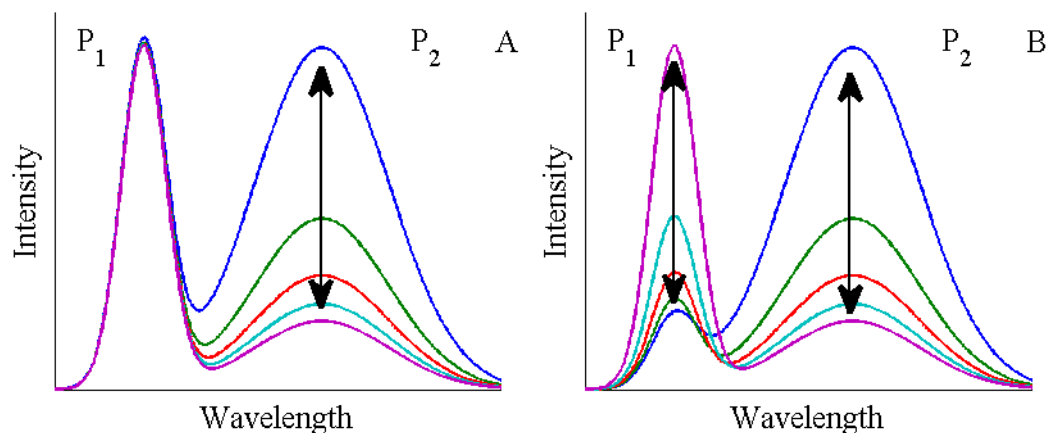 P1 P2 A
Intensity
Wavelength
P1 P2 B
Intensity
Wavelength